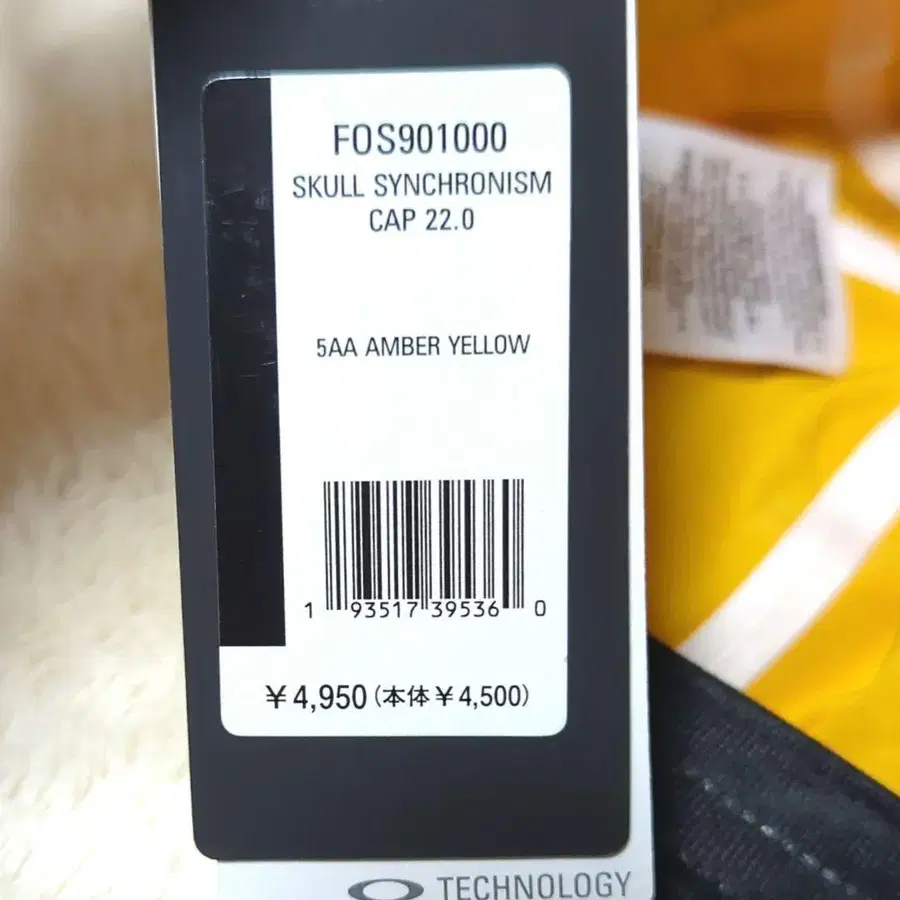 FOS901000
SKULL SYNCHRONISM
CAP 22.0
5AA AMBER YELLOW
1 93517 39536 0
￥4,950 (本体￥4,500)
TECHNOLOGY